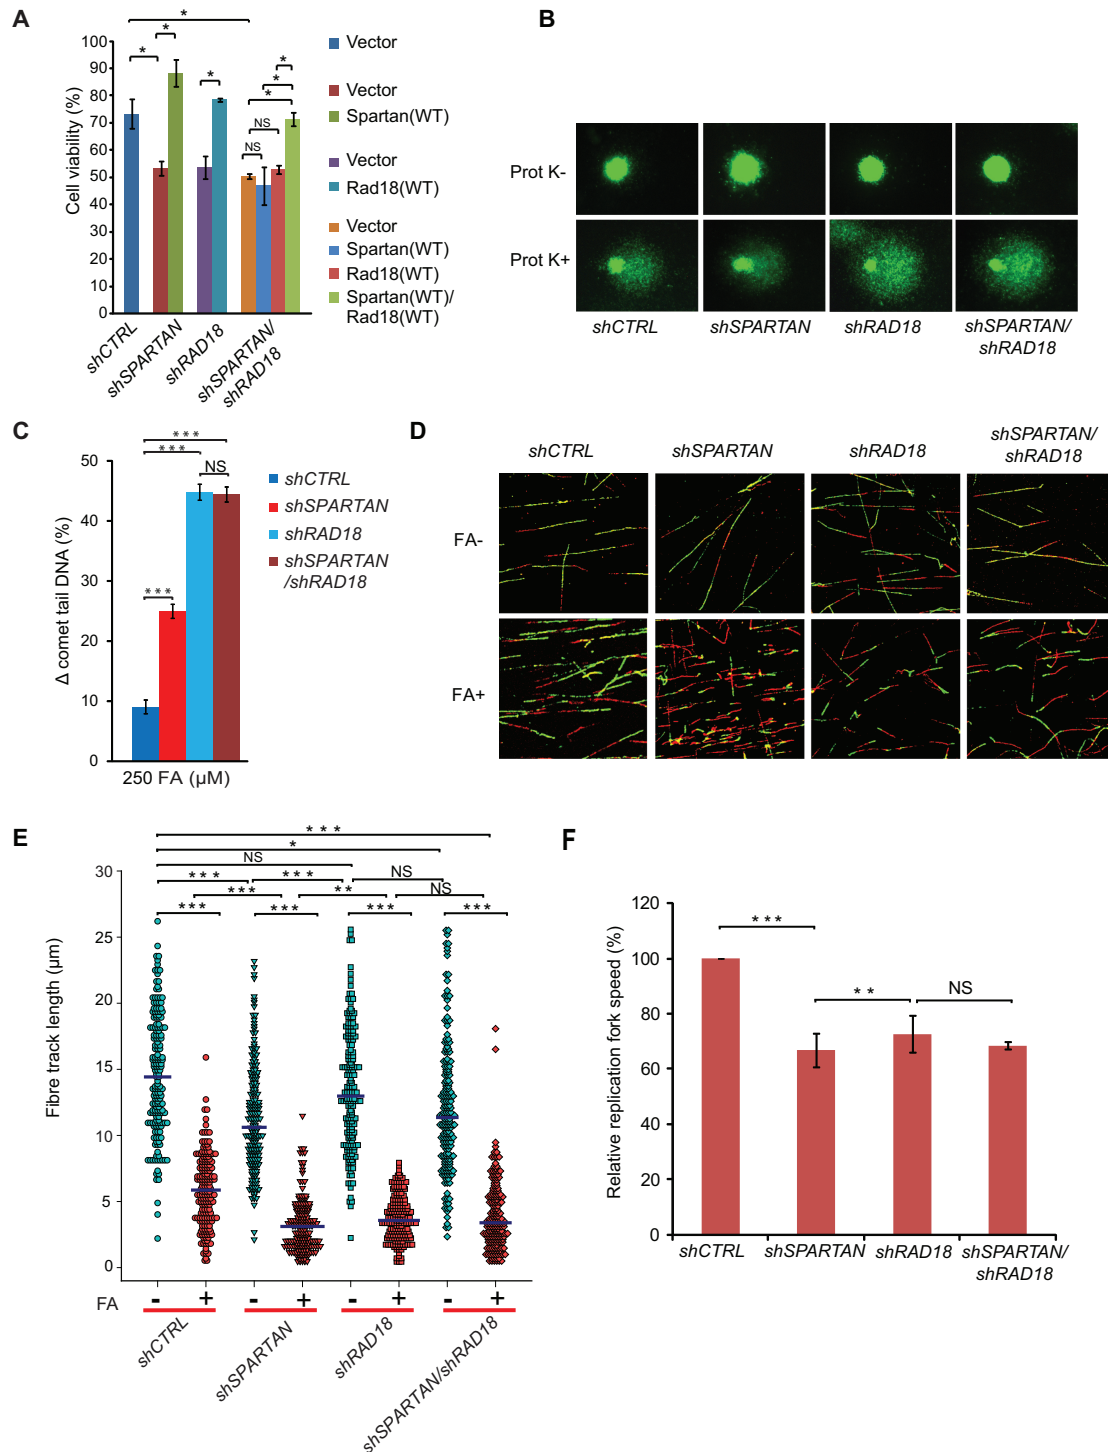 A
*
*
*
*
*
*
*
NS
NS
Cell viability (%)
100
90
80
70
60
50
40
30
20
10
0
shCTRL
shSPARTAN
shRAD18
shSPARTAN/
shRAD18
Vector
Vector
Spartan(WT)
Vector
Rad18(WT)
Vector
Spartan(WT)
Rad18(WT)
Spartan(WT)/
Rad18(WT)
B
Prot K-
Prot K+
shCTRL
shSPARTAN
shRAD18
shSPARTAN/
shRAD18
C
***
***
NS
***
Δ comet tail DNA (%)
50
40
30
20
10
0
250 FA (µM)
shCTRL
shSPARTAN
shRAD18
shSPARTAN
/shRAD18
D
shCTRL
shSPARTAN
shRAD18
shSPARTAN/
shRAD18
FA-
FA+
E
***
*
NS
*** *** NS
*** ** NS
*** *** *** ***
Fibre track length (µm)
30
25
20
15
10
5
0
FA - + - + - + - +
shCTRL
shSPARTAN
shRAD18
shSPARTAN/shRAD18
F
***
**
NS
Relative replication fork speed (%)
120
100
80
60
40
20
0
shCTRL
shSPARTAN
shRAD18
shSPARTAN/
shRAD18